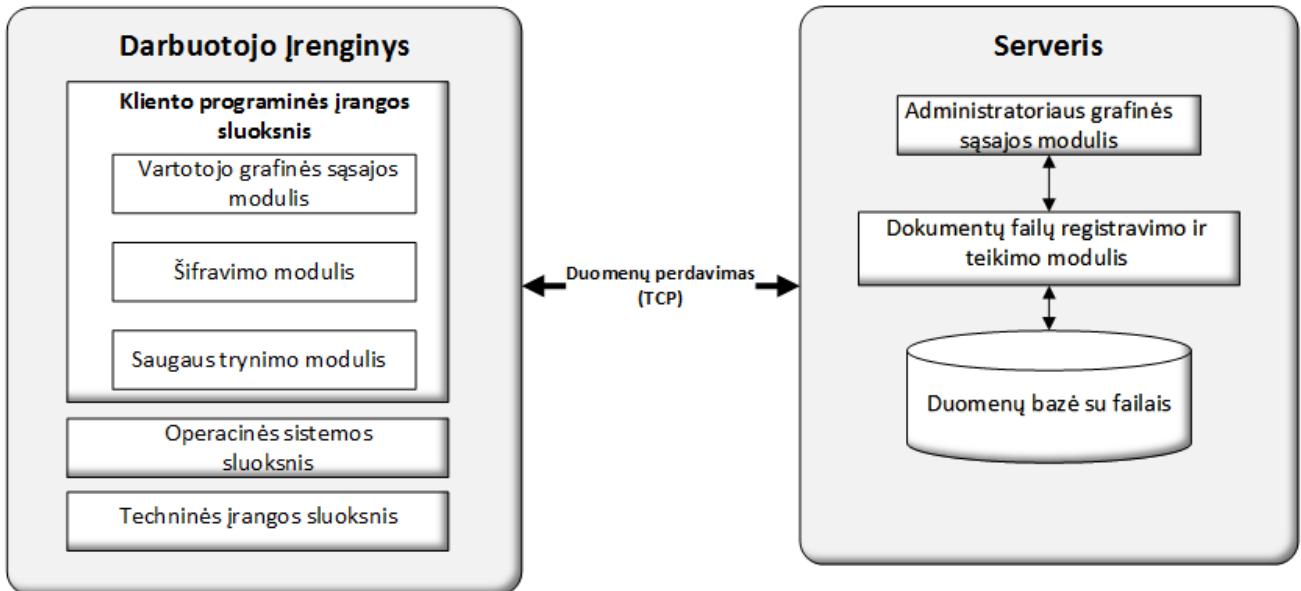 Darbuotojo Įrenginys
Kliento programinės įrangos
sluoksnis
Vartotojo grafinės sąsajos
modulis
Šifravimo modulis
Saugaus trynimo modulis
Operacinės sistemos
sluoksnis
Techninės įrangos sluoksnis
Duomenų perdavimas
(TCP)
Serveris
Administratoriaus grafinės
sąsajos modulis
Dokumentų failų registravimo ir
teikimo modulis
Duomenų bazė su failais